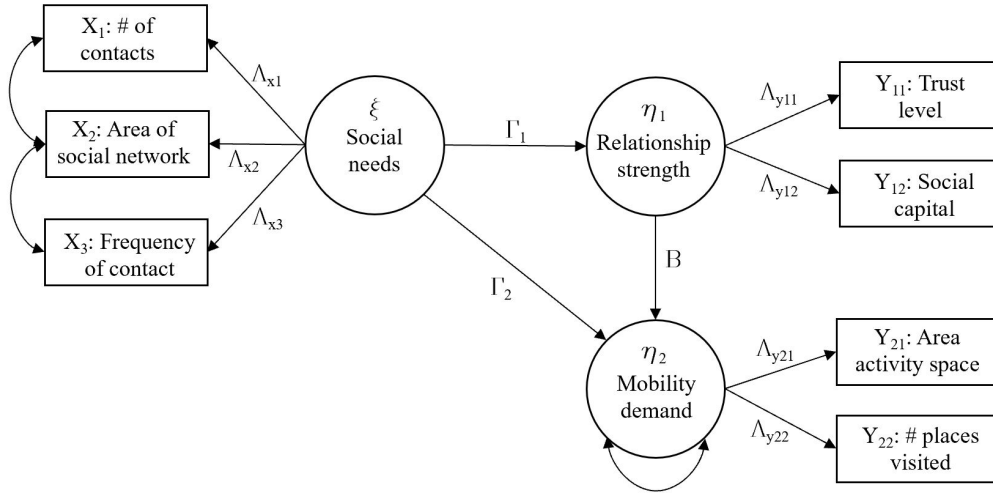 X₁: # of
contacts
Λx1
X₂: Area of
social network
Λx2
X₃: Frequency
of contact
Λx3
ξ
Social
needs
Γ₁
Γ₂
η₁
Relationship
strength
B
η₂
Mobility
demand
Λy11
Y₁₁: Trust
level
Λy12
Y₁₂: Social
capital
Λy21
Y₂₁: Area
activity space
Λy22
Y₂₂: # places
visited